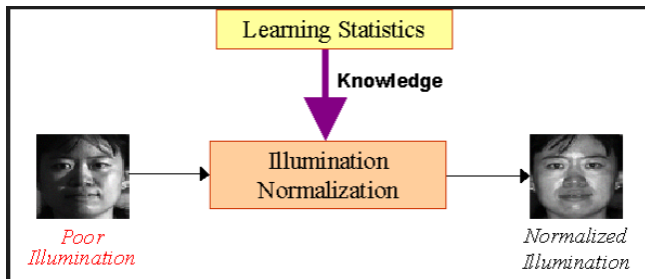 Learning Statistics
Knowledge
Illumination
Normalization
Poor
Illumination
Normalized
Illumination